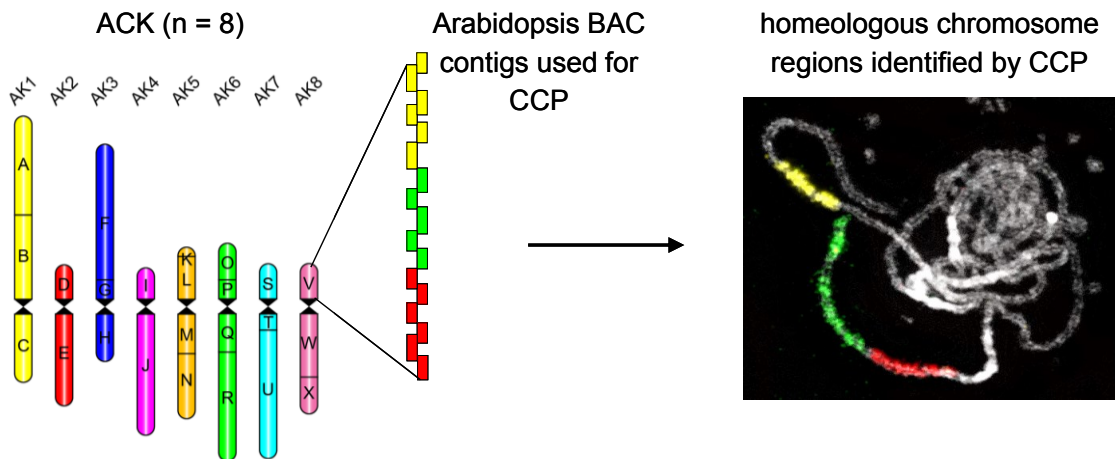 ACK (n = 8)
Arabidopsis BAC
contigs used for
CCP
homeologous chromosome
regions identified by CCP
AK1
AK2
AK3
AK4
AK5
AK6
AK7
AK8
A
B
C
D
E
F
G
H
I
J
K
L
M
N
O
P
Q
R
S
T
U
V
W
X